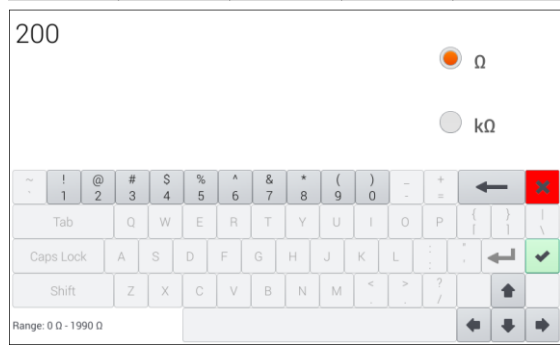 200
Ω
kΩ
~ ! @ # $ % ^ & * ( ) _ +
` 1 2 3 4 5 6 7 8 9 0 - =
Tab Q W E R T Y U I O P { } |
[ ] \
Caps Lock A S D F G H J K L : "
; '
Shift Z X C V B N M < > ?
, . /
Range: 0 Ω - 1990 Ω